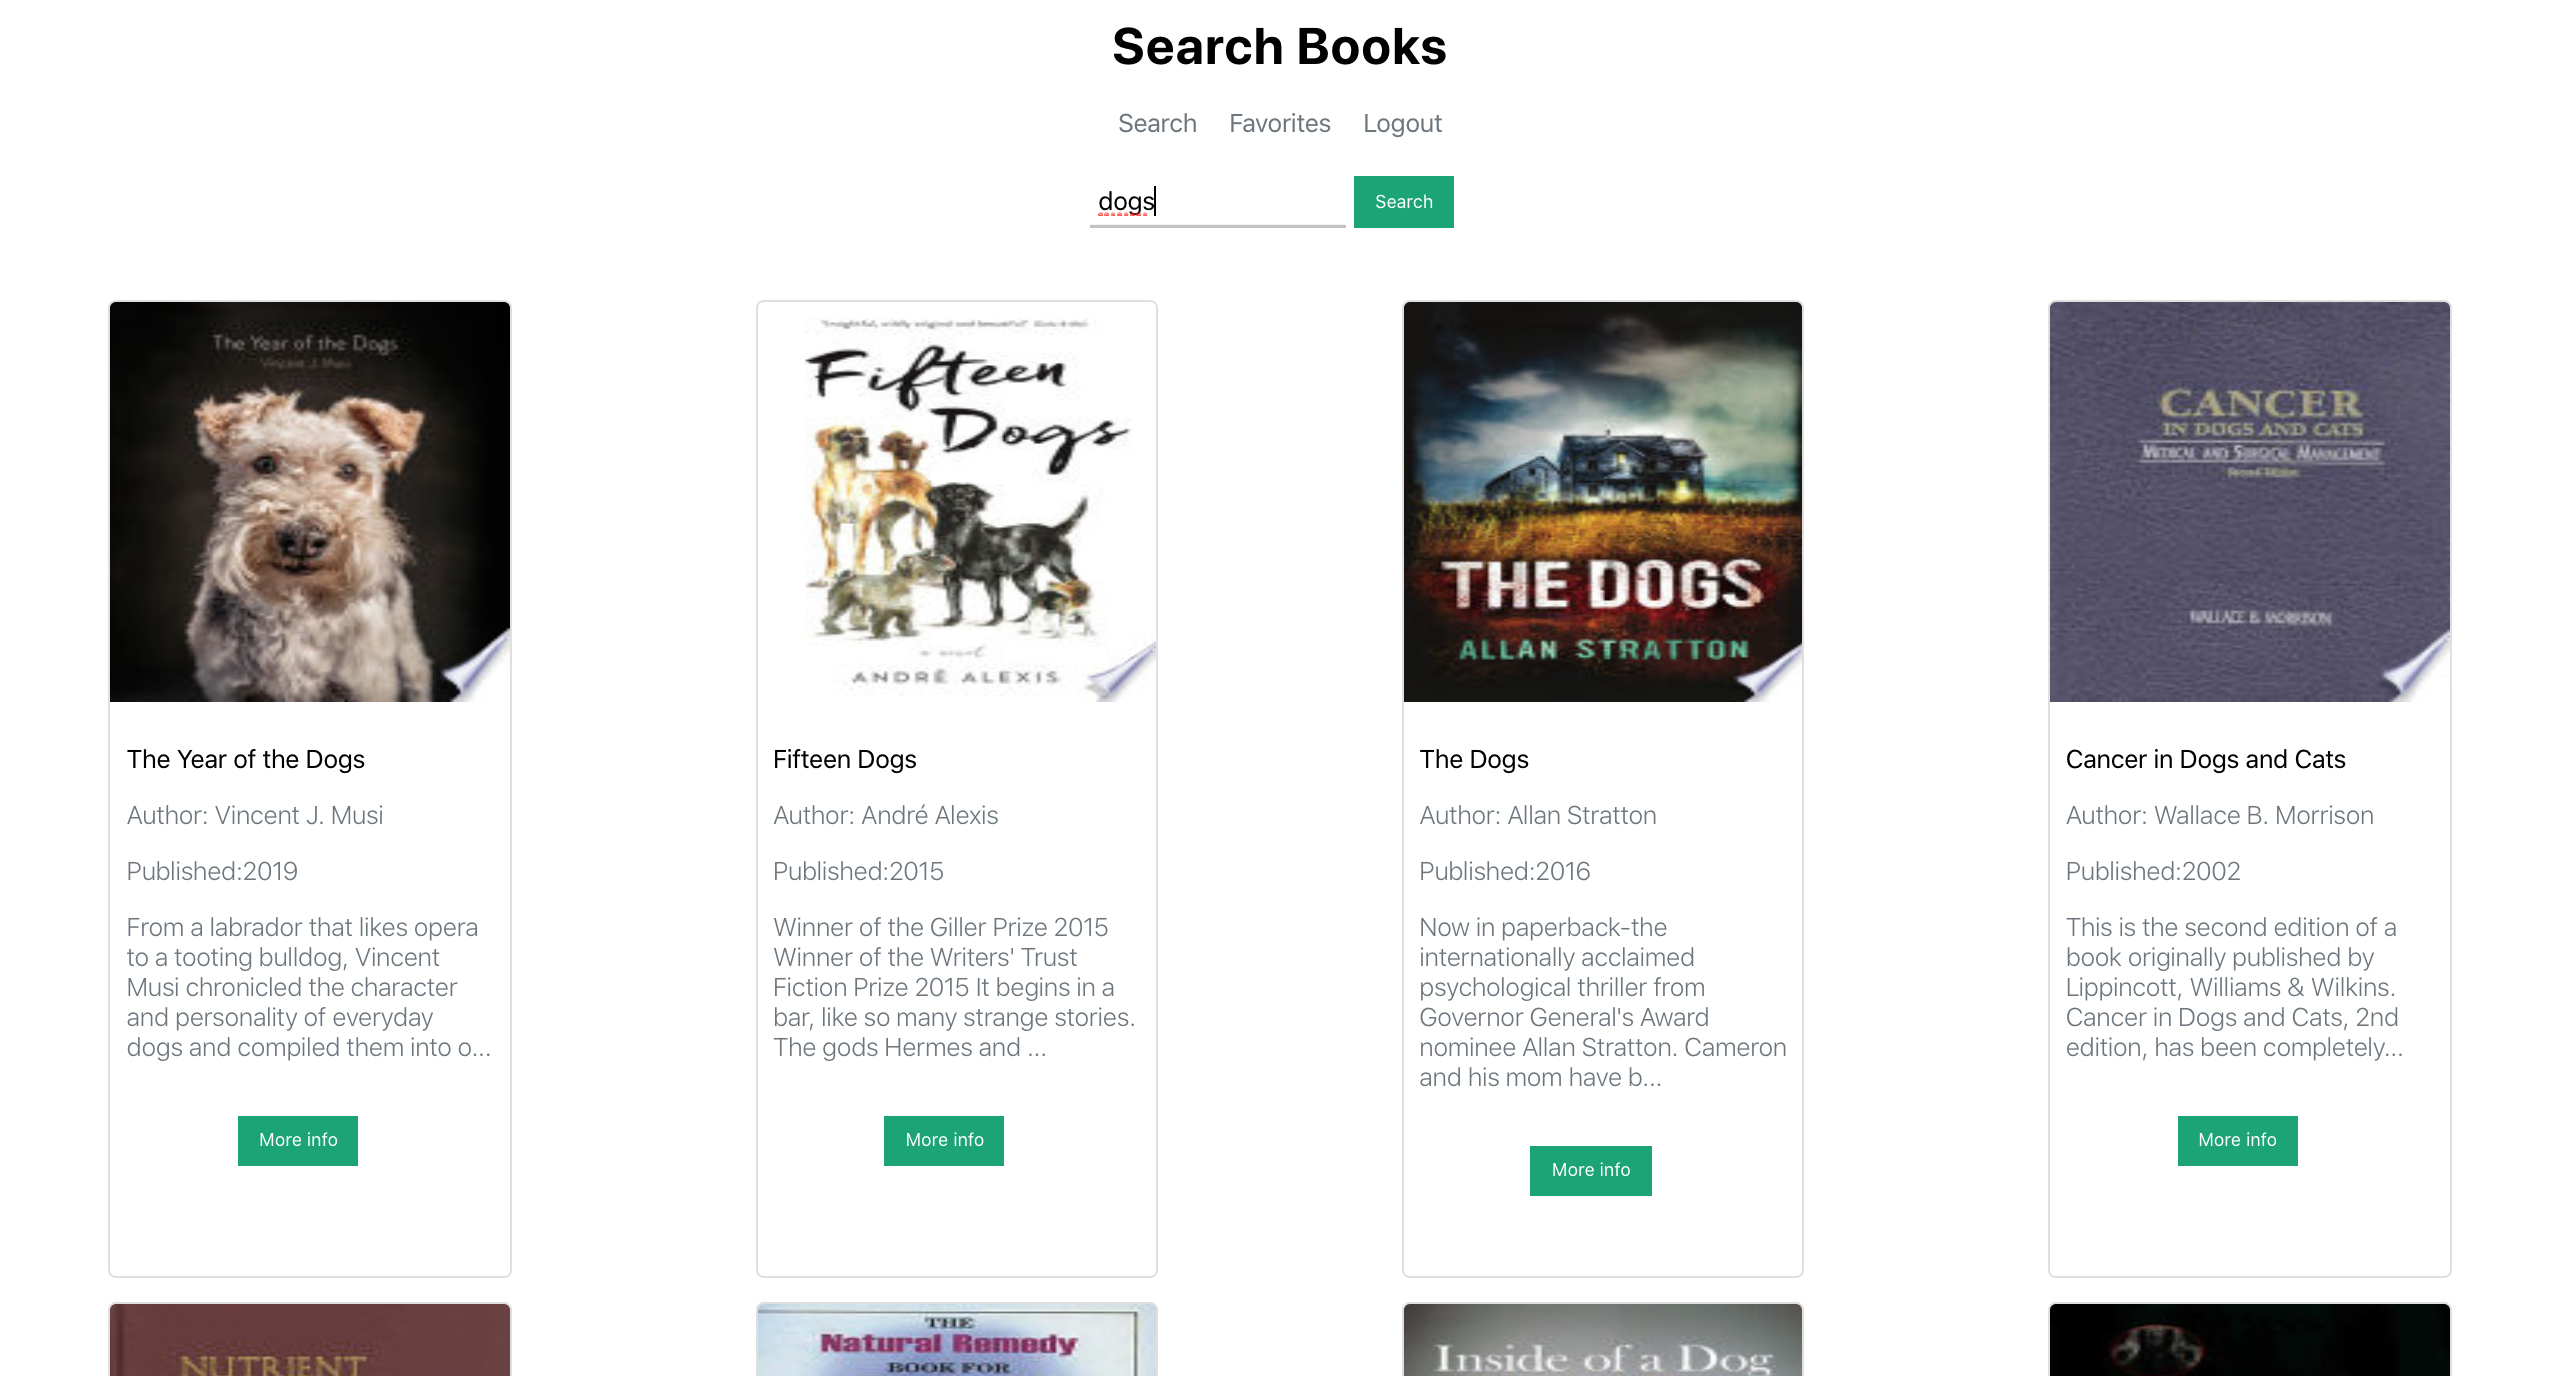 Search Books
Search Favorites Logout
dogs
Search
The Year of the Dogs
Vincent J. Musi
Fifteen
Dogs
a novel
ANDRÉ ALEXIS
THE DOGS
ALLAN STRATTON
CANCER
IN DOGS AND CATS
MEDICAL AND SURGICAL MANAGEMENT
Second Edition
WALLACE B. MORRISON
The Year of the Dogs
Author: Vincent J. Musi
Published:2019
From a labrador that likes opera
to a tooting bulldog, Vincent
Musi chronicled the character
and personality of everyday
dogs and compiled them into o...
More info
Fifteen Dogs
Author: André Alexis
Published:2015
Winner of the Giller Prize 2015
Winner of the Writers' Trust
Fiction Prize 2015 It begins in a
bar, like so many strange stories.
The gods Hermes and ...
More info
The Dogs
Author: Allan Stratton
Published:2016
Now in paperback-the
internationally acclaimed
psychological thriller from
Governor General's Award
nominee Allan Stratton. Cameron
and his mom have b...
More info
Cancer in Dogs and Cats
Author: Wallace B. Morrison
Published:2002
This is the second edition of a
book originally published by
Lippincott, Williams & Wilkins.
Cancer in Dogs and Cats, 2nd
edition, has been completely...
More info
NUTRIENT
THE
Natural Remedy
BOOK FOR
Inside of a Dog